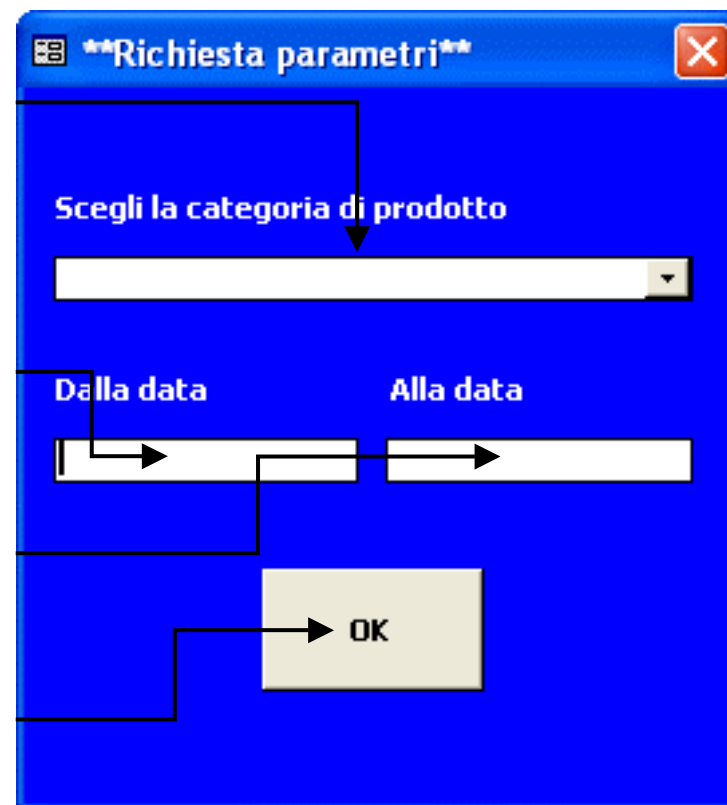 **Richiesta parametri**
Scegli la categoria di prodotto
Dalla data Alla data
OK